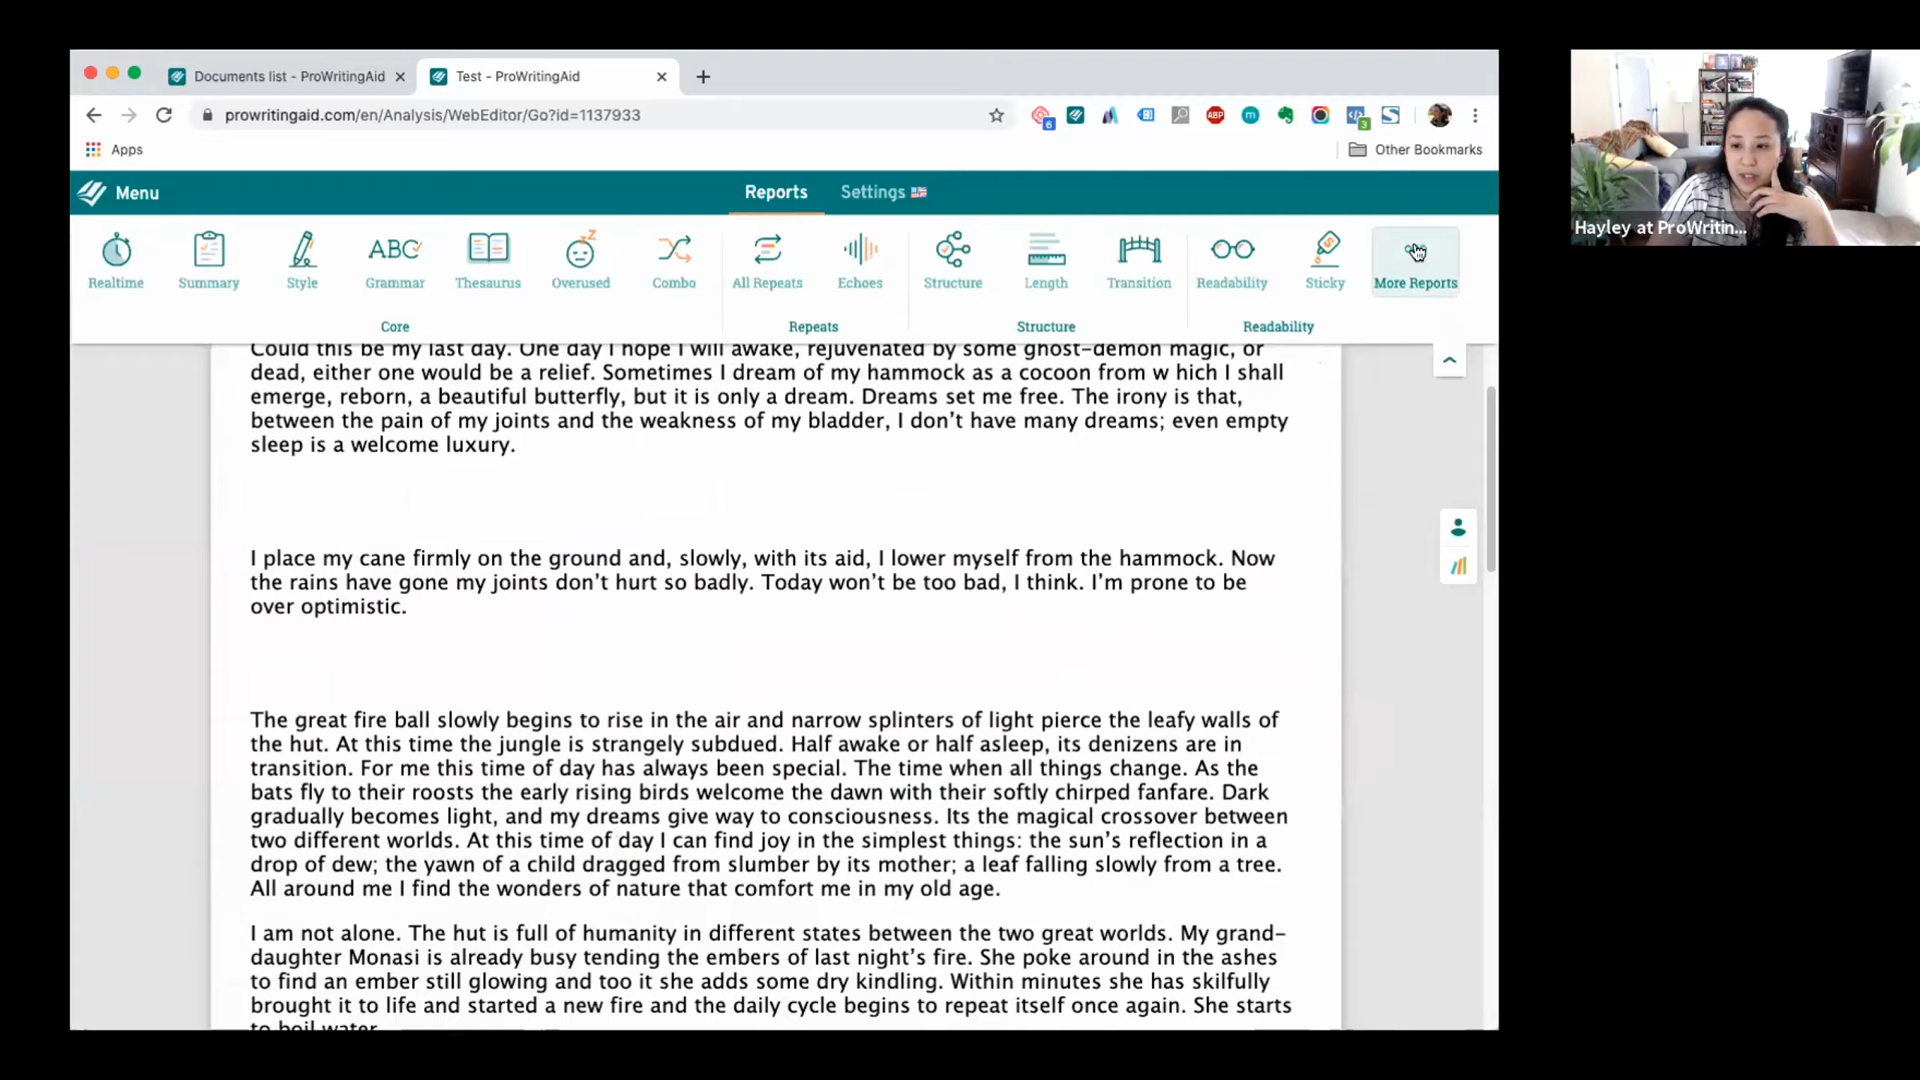 Documents list - ProWritingAid
Test - ProWritingAid
prowritingaid.com/en/Analysis/WebEditor/Go?id=1137933
6
ABP
m
3
Apps
Other Bookmarks
Menu
Reports
Settings
ABC
Realtime
Summary
Style
Grammar
Thesaurus
Overused
Combo
All Repeats
Echoes
Structure
Length
Transition
Readability
Sticky
More Reports
Core
Repeats
Structure
Readability
Could this be my last day. One day I hope I will awake, rejuvenated by some ghost-demon magic, or
dead, either one would be a relief. Sometimes I dream of my hammock as a cocoon from w hich I shall
emerge, reborn, a beautiful butterfly, but it is only a dream. Dreams set me free. The irony is that,
between the pain of my joints and the weakness of my bladder, I don't have many dreams; even empty
sleep is a welcome luxury.
I place my cane firmly on the ground and, slowly, with its aid, I lower myself from the hammock. Now
the rains have gone my joints don't hurt so badly. Today won't be too bad, I think. I'm prone to be
over optimistic.
The great fire ball slowly begins to rise in the air and narrow splinters of light pierce the leafy walls of
the hut. At this time the jungle is strangely subdued. Half awake or half asleep, its denizens are in
transition. For me this time of day has always been special. The time when all things change. As the
bats fly to their roosts the early rising birds welcome the dawn with their softly chirped fanfare. Dark
gradually becomes light, and my dreams give way to consciousness. Its the magical crossover between
two different worlds. At this time of day I can find joy in the simplest things: the sun's reflection in a
drop of dew; the yawn of a child dragged from slumber by its mother; a leaf falling slowly from a tree.
All around me I find the wonders of nature that comfort me in my old age.
I am not alone. The hut is full of humanity in different states between the two great worlds. My grand-
daughter Monasi is already busy tending the embers of last night's fire. She poke around in the ashes
to find an ember still glowing and too it she adds some dry kindling. Within minutes she has skilfully
brought it to life and started a new fire and the daily cycle begins to repeat itself once again. She starts
to boil water.
Hayley at ProWritin...